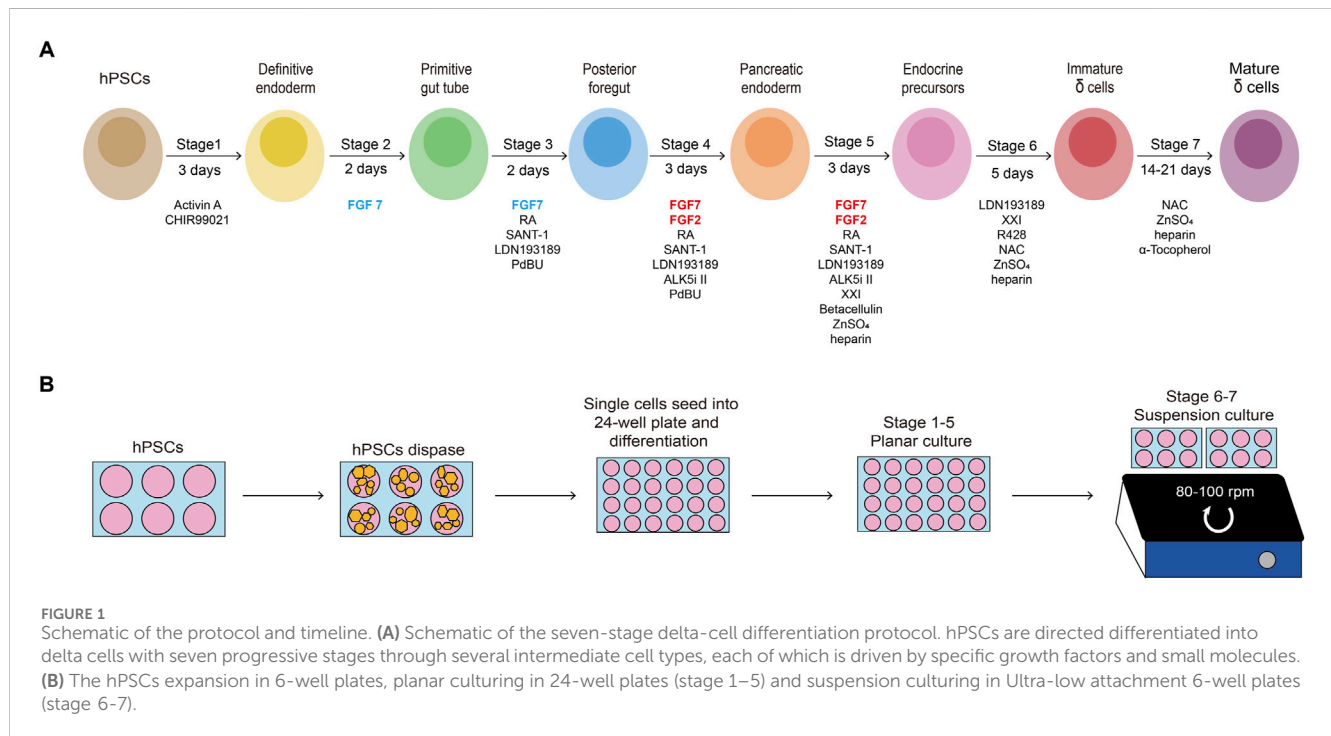 A
hPSCs
Definitive
endoderm
Primitive
gut tube
Posterior
foregut
Pancreatic
endoderm
Endocrine
precursors
Immature
δ cells
Mature
δ cells
Stage1
3 days
Activin A
CHIR99021
Stage 2
2 days
FGF 7
Stage 3
2 days
FGF7
RA
SANT-1
LDN193189
PdBU
Stage 4
3 days
FGF7
FGF2
RA
SANT-1
LDN193189
ALK5i II
PdBU
Stage 5
3 days
FGF7
FGF2
RA
SANT-1
LDN193189
ALK5i II
XXI
Betacellulin
ZnSO₄
heparin
Stage 6
5 days
LDN193189
XXI
R428
NAC
ZnSO₄
heparin
Stage 7
14-21 days
NAC
ZnSO₄
heparin
α-Tocopherol
B
hPSCs
hPSCs dispase
Single cells seed into
24-well plate and
differentiation
Stage 1-5
Planar culture
Stage 6-7
Suspension culture
80-100 rpm
FIGURE 1
Schematic of the protocol and timeline. (A) Schematic of the seven-stage delta-cell differentiation protocol. hPSCs are directed differentiated into
delta cells with seven progressive stages through several intermediate cell types, each of which is driven by specific growth factors and small molecules.
(B) The hPSCs expansion in 6-well plates, planar culturing in 24-well plates (stage 1–5) and suspension culturing in Ultra-low attachment 6-well plates
(stage 6-7).